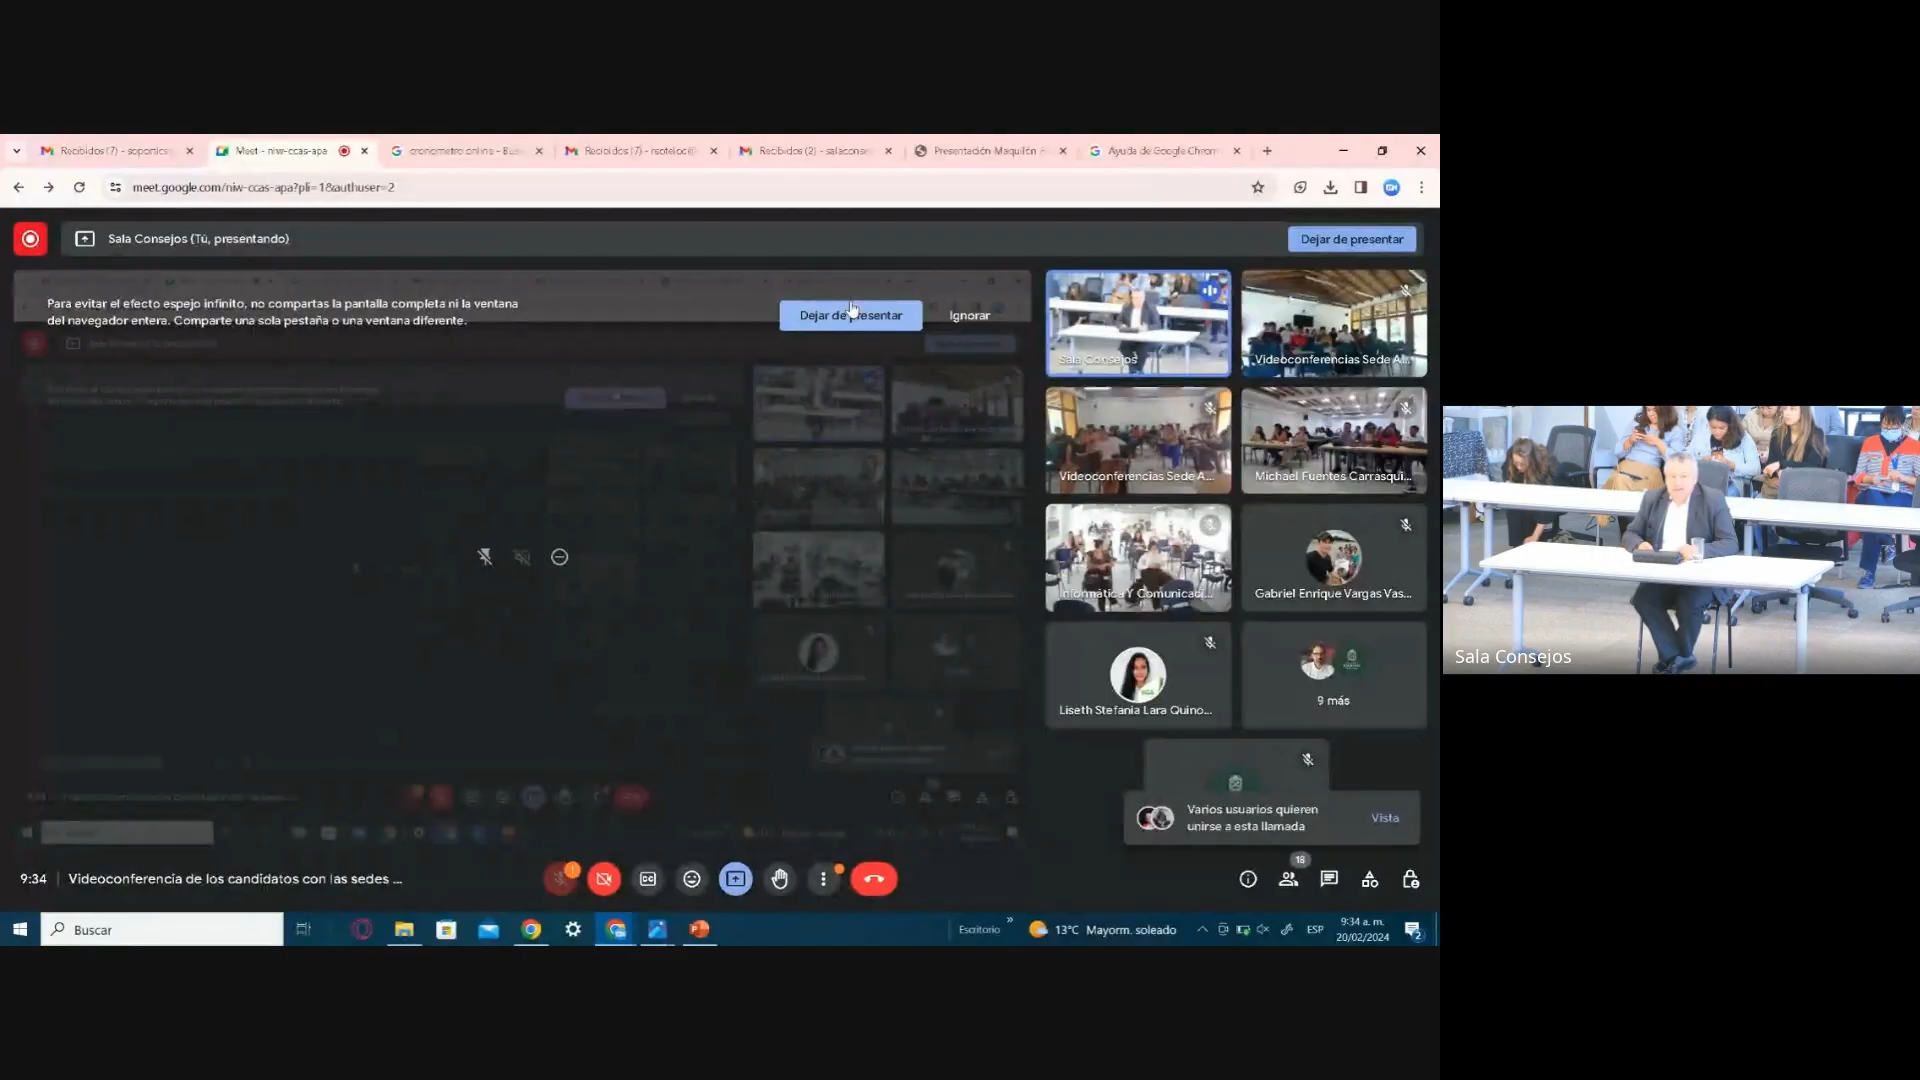 Recibidos (7) - soportics
Meet - niw-ccas-apa
cronometro online - Bus
Recibidos (7) - rsoteloc@
Recibidos (2) - salaconse
Presentación Maquillón
Ayuda de Google Chrom
meet.google.com/niw-ccas-apa?pli=1&authuser=2
Sala Consejos (Tú, presentando)
Dejar de presentar
Para evitar el efecto espejo infinito, no compartas la pantalla completa ni la ventana
del navegador entera. Comparte una sola pestaña o una ventana diferente.
Dejar de presentar
Ignorar
Sala Consejos
Videoconferencias Sede A...
Videoconferencias Sede A...
Michael Fuentes Carrasqui...
Informática Y Comunicaci...
Gabriel Enrique Vargas Vas...
Liseth Stefania Lara Quino...
9 más
Varios usuarios quieren
unirse a esta llamada
Vista
9:34
Videoconferencia de los candidatos con las sedes ...
18
Buscar
Escritorio
13°C Mayorm. soleado
ESP
9:34 a. m.
20/02/2024
2
Sala Consejos